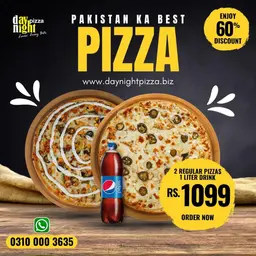 day pizza
night
PAKISTAN KA BEST
PIZZA
www.daynightpizza.biz
ENJOY
60%
DISCOUNT
pepsi
2 REGULAR PIZZAS
1 LITER DRINK
RS. 1099
ORDER NOW
0310 000 3635